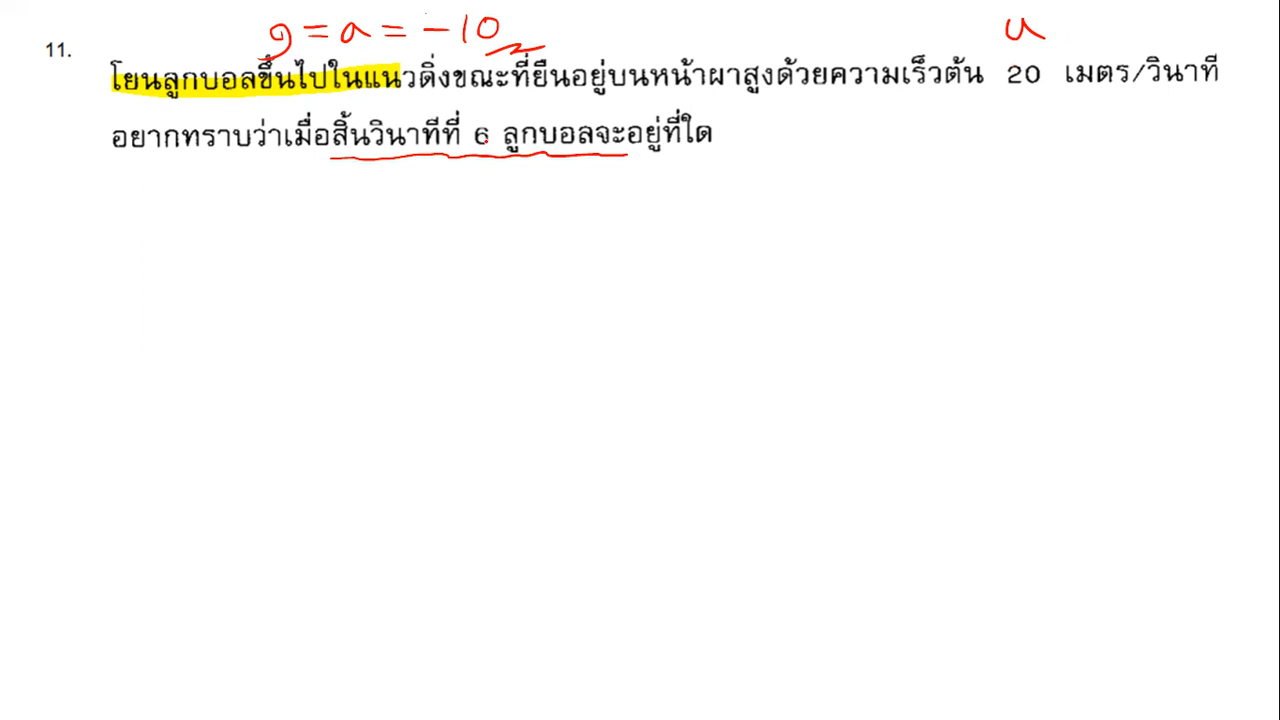 g = a = -10
u
11.
โยนลูกบอลขึ้นไปในแนวดิ่งขณะที่ยืนอยู่บนหน้าผาสูงด้วยความเร็วต้น 20 เมตร/วินาที
อยากทราบว่าเมื่อสิ้นวินาทีที่ 6 ลูกบอลจะอยู่ที่ใด